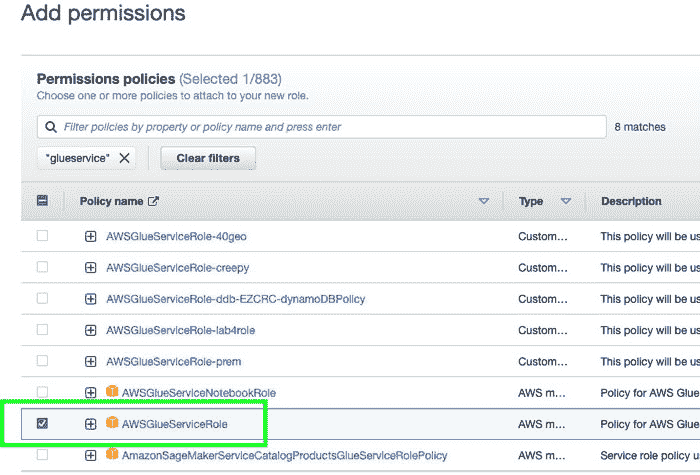 Add permissions
Permissions policies (Selected 1/883)
Choose one or more policies to attach to your new role.
Filter policies by property or policy name and press enter
8 matches
"glueservice"
Clear filters
Policy name
Type
Description
AWSGlueServiceRole-40geo Custom... This policy will be us
AWSGlueServiceRole-creepy Custom... This policy will be us
AWSGlueServiceRole-ddb-EZCRC-dynamoDBPolicy Custom... This policy will be us
AWSGlueServiceRole-lab4role Custom... This policy will be us
AWSGlueServiceRole-prem Custom... This policy will be us
AWSGlueServiceNotebookRole AWS m... Policy for AWS Glue
AWSGlueServiceRole AWS m... Policy for AWS Glue
AmazonSageMakerServiceCatalogProductsGlueServiceRolePolicy AWS m... Service role policy u